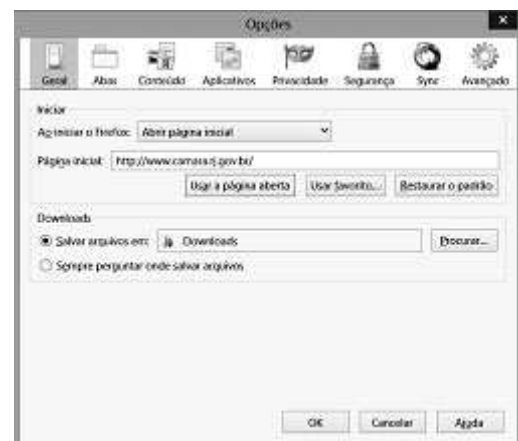 Opções
Geral Abas Conteúdo Aplicativos Privacidade Segurança Sync Avançado
Iniciar
Ao iniciar o Firefox: Abrir página inicial
Página inicial: http://www.camara.rj.gov.br/
Usar a página aberta Usar favorito... Restaurar o padrão
Downloads
Salvar arquivos em: Downloads Procurar...
Sempre perguntar onde salvar arquivos
OK Cancelar Ajuda